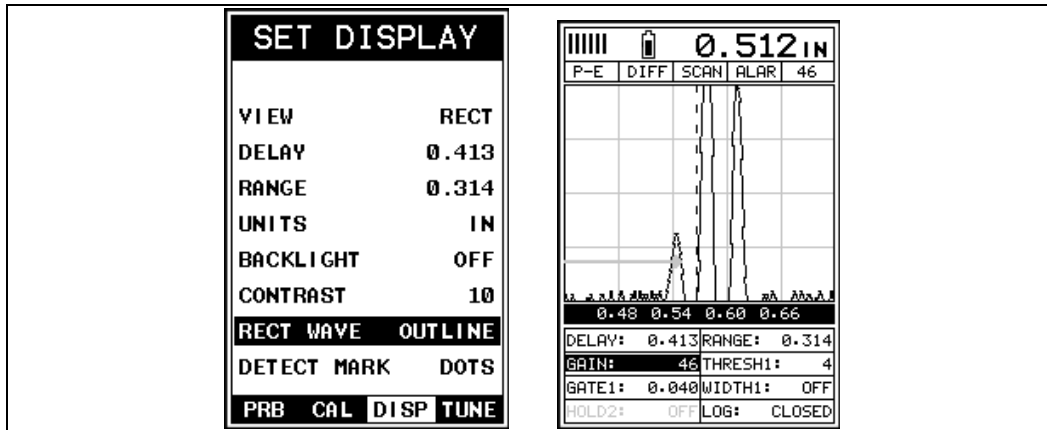 SET DISPLAY
VIEW RECT
DELAY 0.413
RANGE 0.314
UNITS IN
BACKLIGHT OFF
CONTRAST 10
RECT WAVE OUTLINE
DETECT MARK DOTS
PRB CAL DISP TUNE
0.512 IN
P-E DIFF SCAN ALAR 46
0.48 0.54 0.60 0.66
DELAY: 0.413 RANGE: 0.314
GAIN: 46 THRESH1: 4
GATE1: 0.040 WIDTH1: OFF
HOLD2: OFF LOG: CLOSED